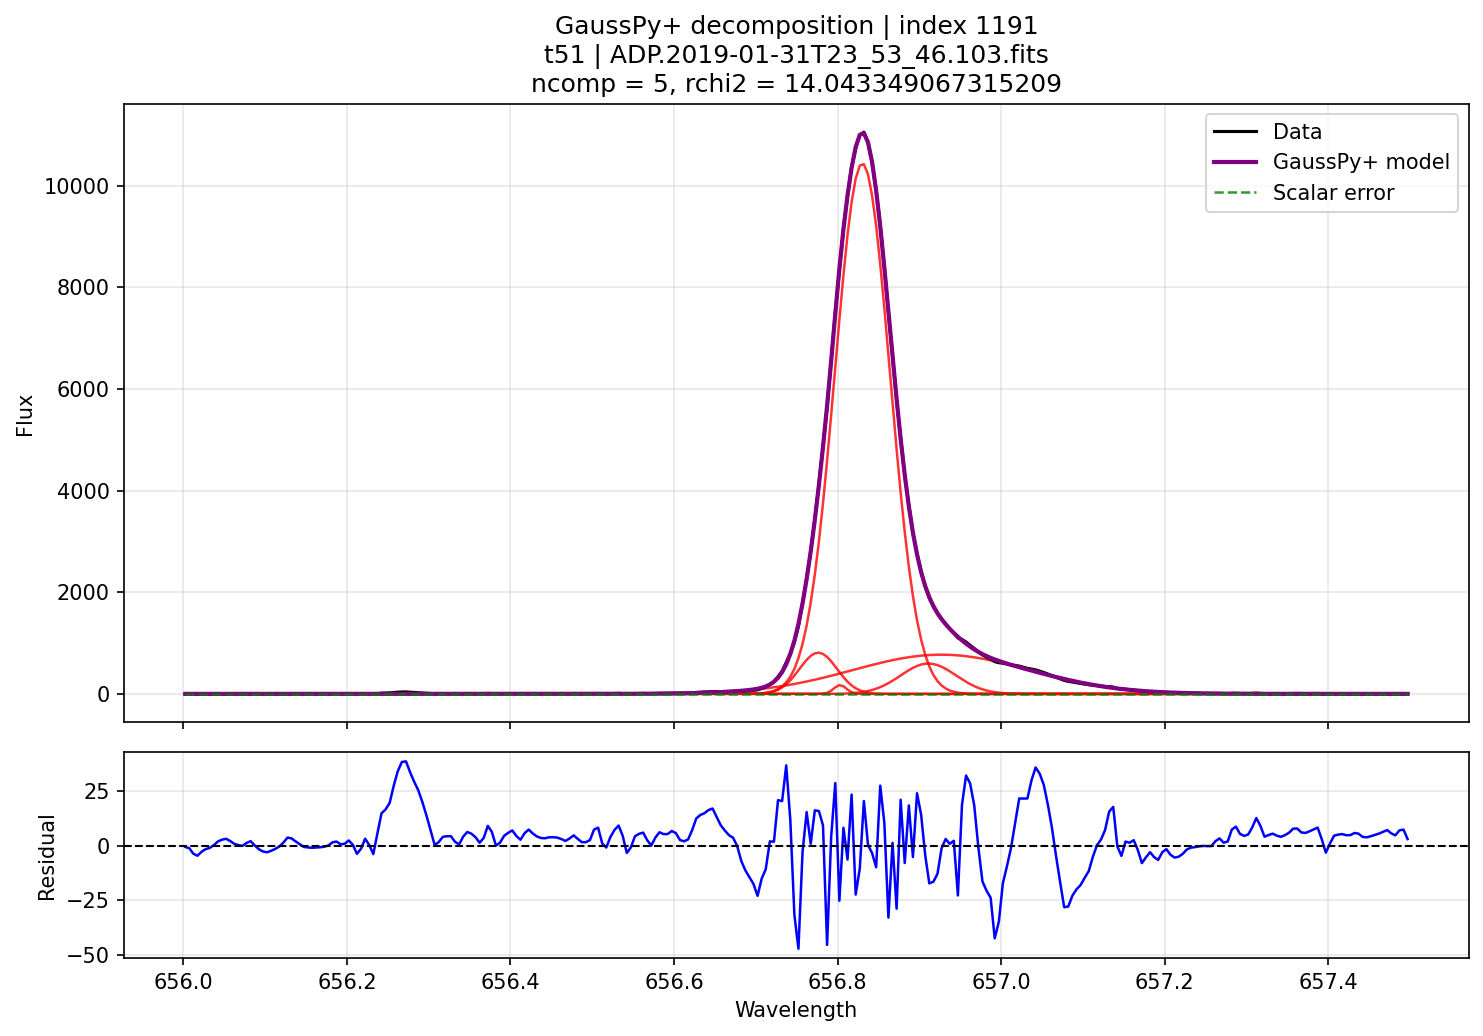 GaussPy+ decomposition | index 1191
t51 | ADP.2019-01-31T23_53_46.103.fits
ncomp = 5, rchi2 = 14.043349067315209
Data
GaussPy+ model
Scalar error
Flux
10000
8000
6000
4000
2000
0
Residual
25
0
−25
−50
656.0 656.2 656.4 656.6 656.8 657.0 657.2 657.4
Wavelength